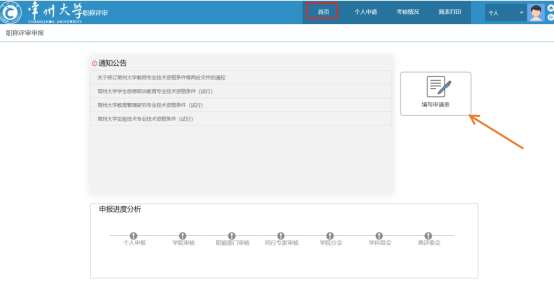 常州大学 职称评审 首页 个人申请 考核情况 简表打印 个人
CHANGZHOU UNIVERSITY
职称评审申报
通知公告
关于修订常州大学教育专业技术资格条件等两份文件的通知
常州大学学生思想政治教育专业技术资格条件（试行）
常州大学教育管理研究专业技术资格条件（试行）
常州大学实验技术专业技术资格条件（试行）
填写申请表
申报进度分析
个人申报 学院审核 职能部门审核 同行专家审核 学院分会 学科组会 高评委会